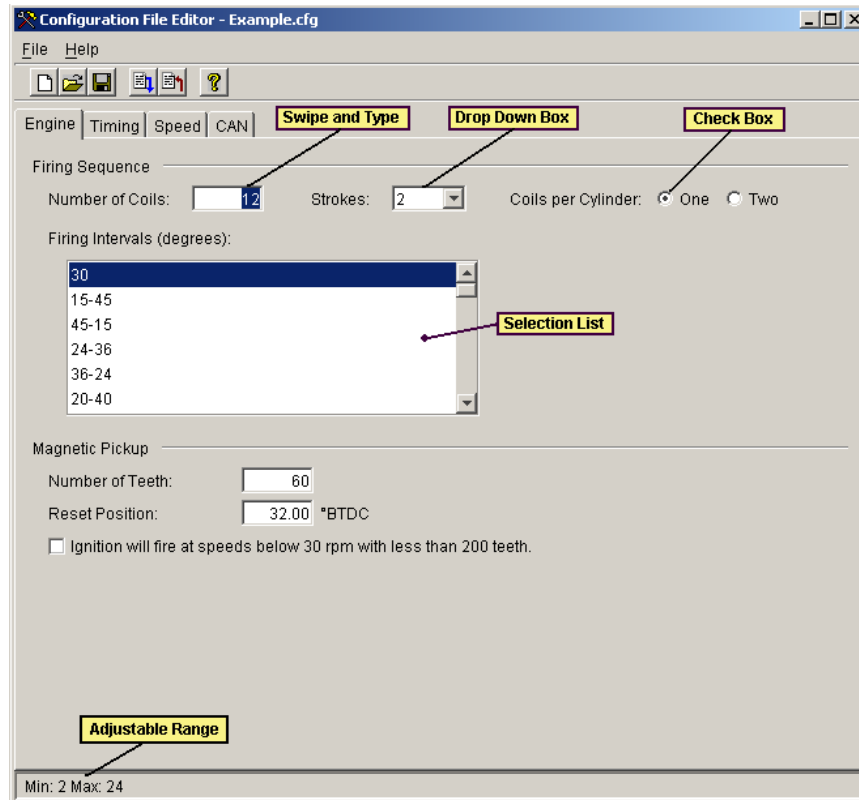 Configuration File Editor - Example.cfg
File Help
Engine Timing Speed CAN
Swipe and Type
Drop Down Box
Check Box
Firing Sequence
Number of Coils: 12 Strokes: 2 Coils per Cylinder: One Two
Firing Intervals (degrees):
30
15-45
45-15
24-36
36-24
20-40
Selection List
Magnetic Pickup
Number of Teeth: 60
Reset Position: 32.00 °BTDC
Ignition will fire at speeds below 30 rpm with less than 200 teeth.
Adjustable Range
Min: 2 Max: 24